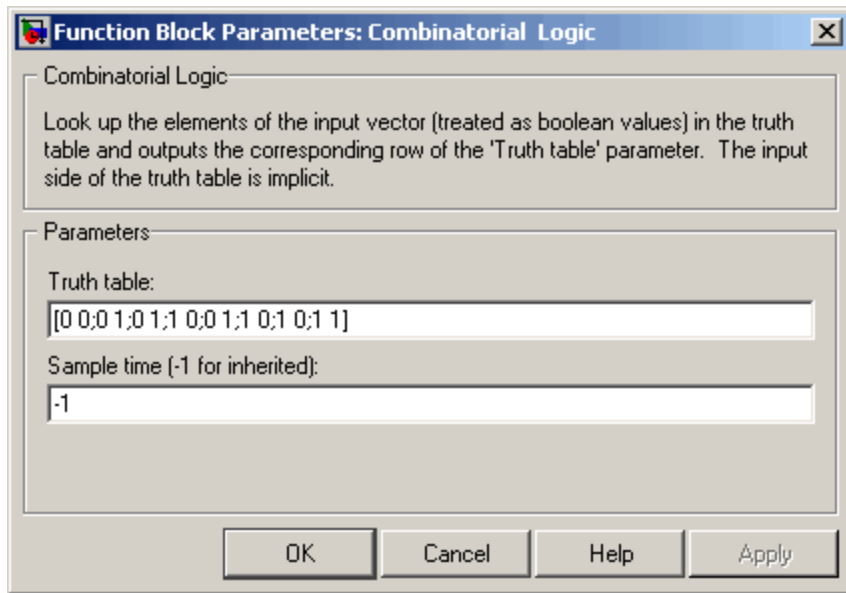 Function Block Parameters: Combinatorial Logic
Combinatorial Logic
Look up the elements of the input vector (treated as boolean values) in the truth
table and outputs the corresponding row of the 'Truth table' parameter. The input
side of the truth table is implicit.
Parameters
Truth table:
[0 0;0 1;0 1;1 0;0 1;1 0;1 0;1 1]
Sample time (-1 for inherited):
-1
OK Cancel Help Apply